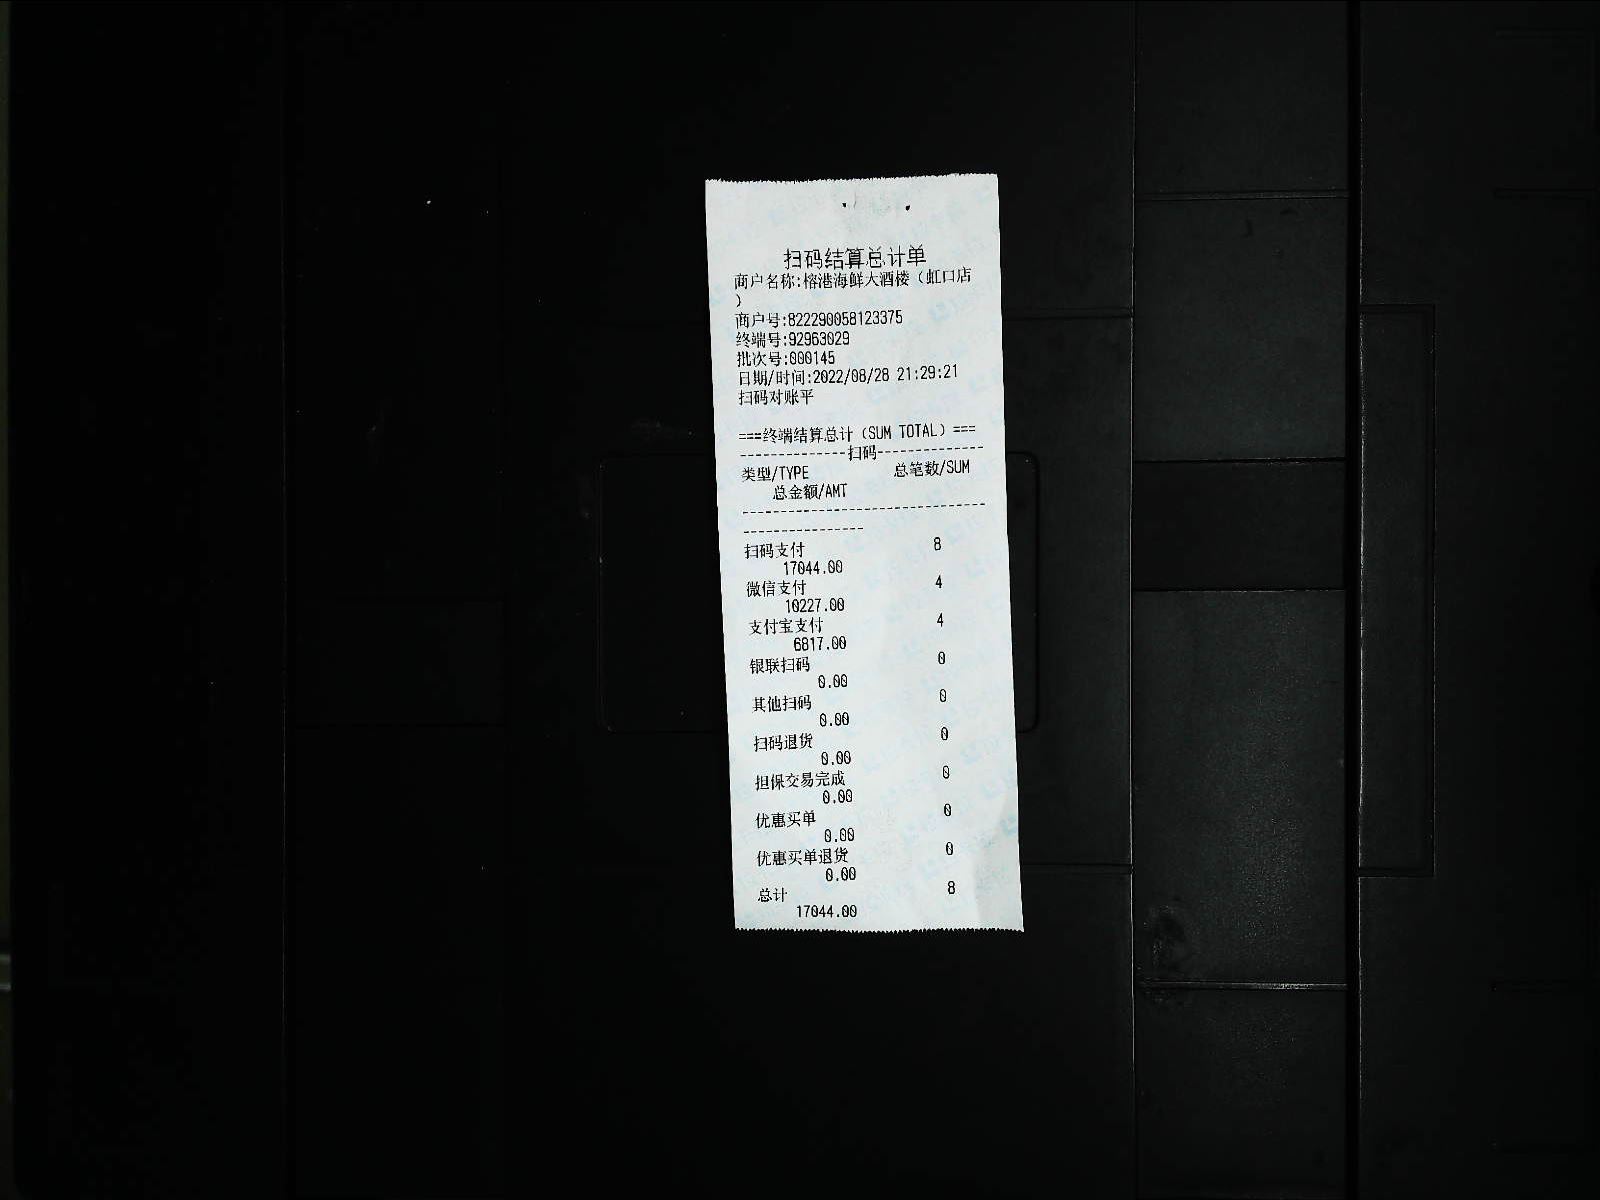 扫码结算总计单
商户名称:榕港海鲜大酒楼（虹口店
）
商户号:822290058123375
终端号:92963029
批次号:000145
日期/时间:2022/08/28 21:29:21
扫码对账平
===终端结算总计（SUM TOTAL）===
--------------扫码--------------
类型/TYPE 总笔数/SUM
总金额/AMT
--------------------------------
----------------
扫码支付 8
17044.00
微信支付 4
10227.00
支付宝支付 4
6817.00
银联扫码 0
0.00
其他扫码 0
0.00
扫码退货 0
0.00
担保交易完成 0
0.00
优惠买单 0
0.00
优惠买单退货 0
0.00
总计 8
17044.00